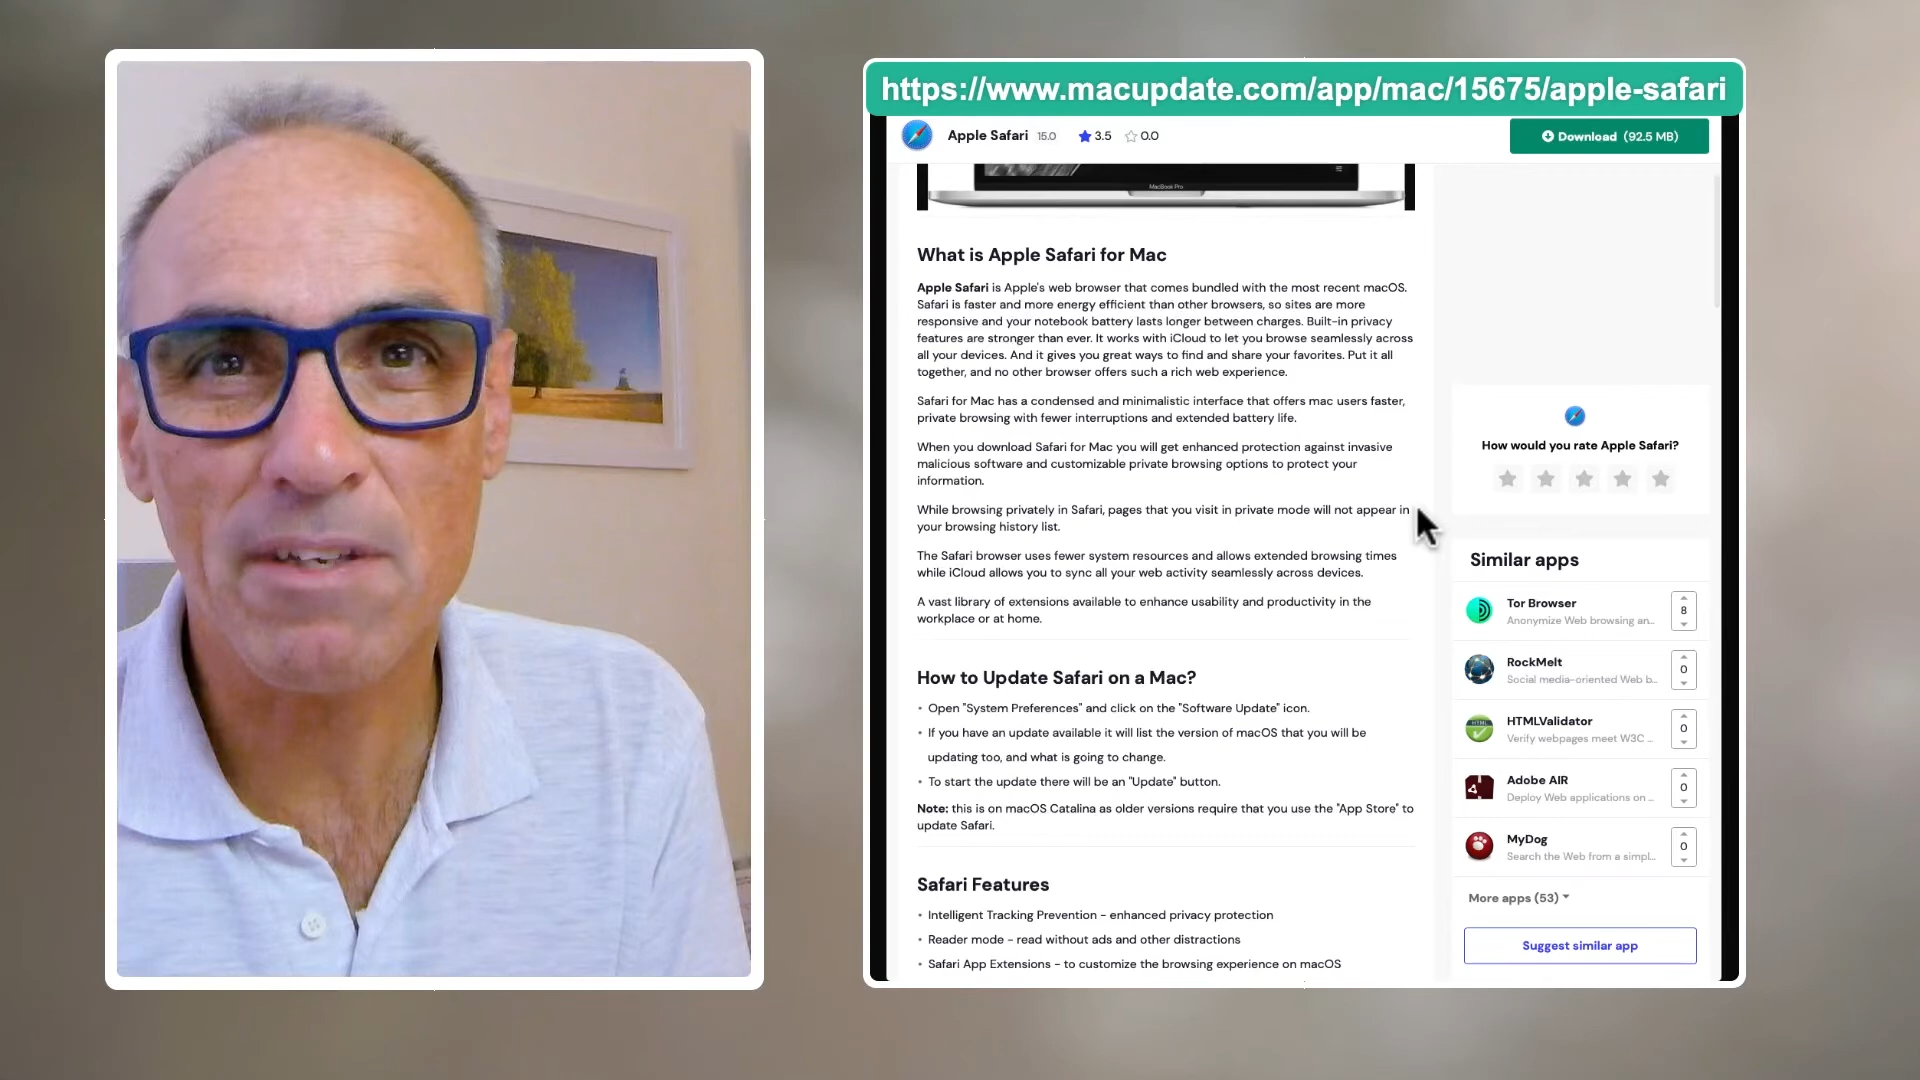 https://www.macupdate.com/app/mac/15675/apple-safari
Apple Safari 15.0 3.5 0.0
Download (92.5 MB)
MacBook Pro
What is Apple Safari for Mac
Apple Safari is Apple's web browser that comes bundled with the most recent macOS.
Safari is faster and more energy efficient than other browsers, so sites are more
responsive and your notebook battery lasts longer between charges. Built-in privacy
features are stronger than ever. It works with iCloud to let you browse seamlessly across
all your devices. And it gives you great ways to find and share your favorites. Put it all
together, and no other browser offers such a rich web experience.
Safari for Mac has a condensed and minimalistic interface that offers mac users faster,
private browsing with fewer interruptions and extended battery life.
When you download Safari for Mac you will get enhanced protection against invasive
malicious software and customizable private browsing options to protect your
information.
While browsing privately in Safari, pages that you visit in private mode will not appear in
your browsing history list.
The Safari browser uses fewer system resources and allows extended browsing times
while iCloud allows you to sync all your web activity seamlessly across devices.
A vast library of extensions available to enhance usability and productivity in the
workplace or at home.
How to Update Safari on a Mac?
• Open "System Preferences" and click on the "Software Update" icon.
• If you have an update available it will list the version of macOS that you will be
updating too, and what is going to change.
• To start the update there will be an "Update" button.
Note: this is on macOS Catalina as older versions require that you use the "App Store" to
update Safari.
Safari Features
• Intelligent Tracking Prevention - enhanced privacy protection
• Reader mode - read without ads and other distractions
• Safari App Extensions - to customize the browsing experience on macOS
How would you rate Apple Safari?
Similar apps
Tor Browser
Anonymize Web browsing an...
8
RockMelt
Social media-oriented Web b...
0
HTMLValidator
Verify webpages meet W3C ...
0
Adobe AIR
Deploy Web applications on ...
0
MyDog
Search the Web from a simpl...
0
More apps (53)
Suggest similar app